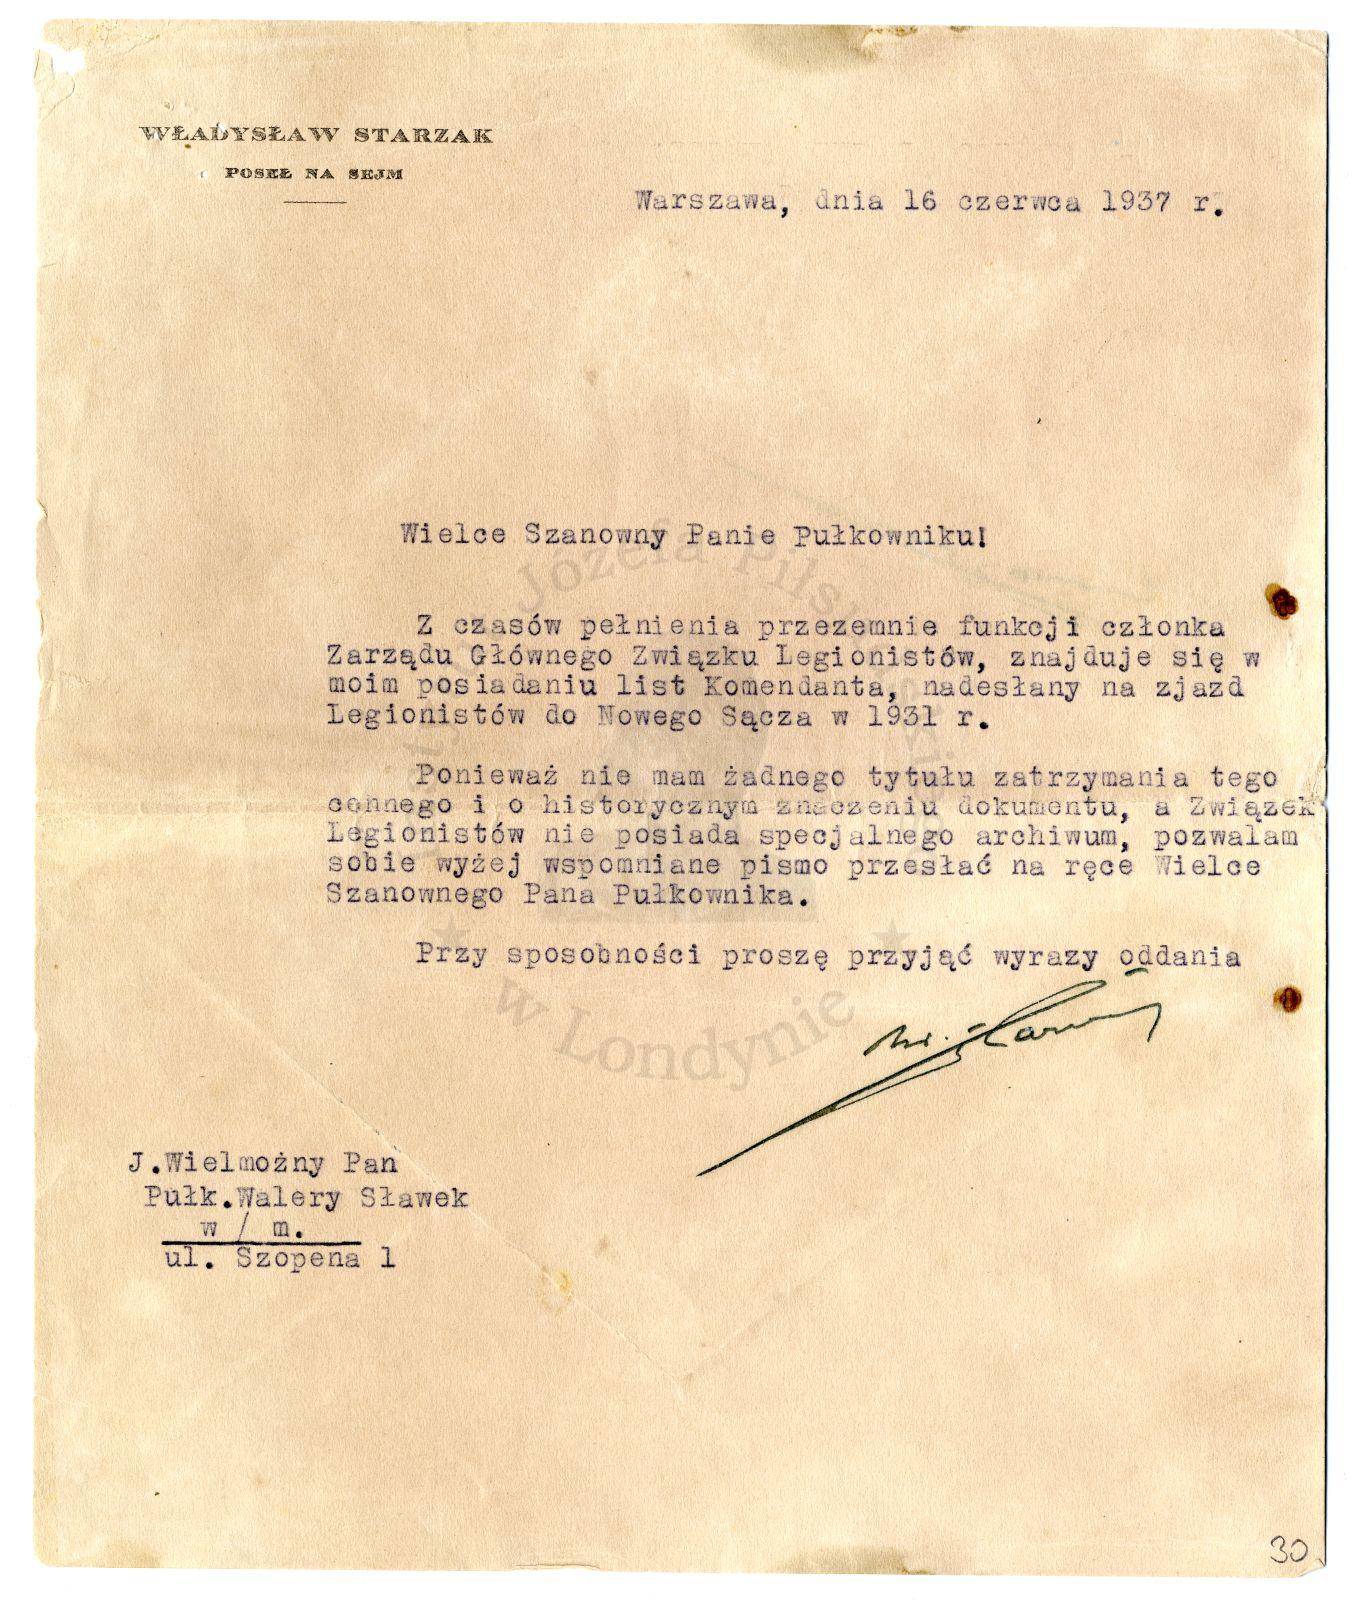 WŁADYSŁAW STARZAK
POSEŁ NA SEJM
Warszawa, dnia 16 czerwca 1937 r.
Wielce Szanowny Panie Pułkowniku!
Z czasów pełnienia przezemnie funkcji członka
Zarządu Głównego Związku Legionistów, znajduje się w
moim posiadaniu list Komendanta, nadesłany na zjazd
Legionistów do Nowego Sącza w 1931 r.
Ponieważ nie mam żadnego tytułu zatrzymania tego
cennego i o historycznym znaczeniu dokumentu, a Związek
Legionistów nie posiada specjalnego archiwum, pozwalam
sobie wyżej wspomniane pismo przesłać na ręce Wielce
Szanownego Pana Pułkownika.
Przy sposobności proszę przyjąć wyrazy oddania
J.Wielmożny Pan
Pułk.Walery Sławek
w / m.
ul. Szopena 1
Józefa
w Londynie
30